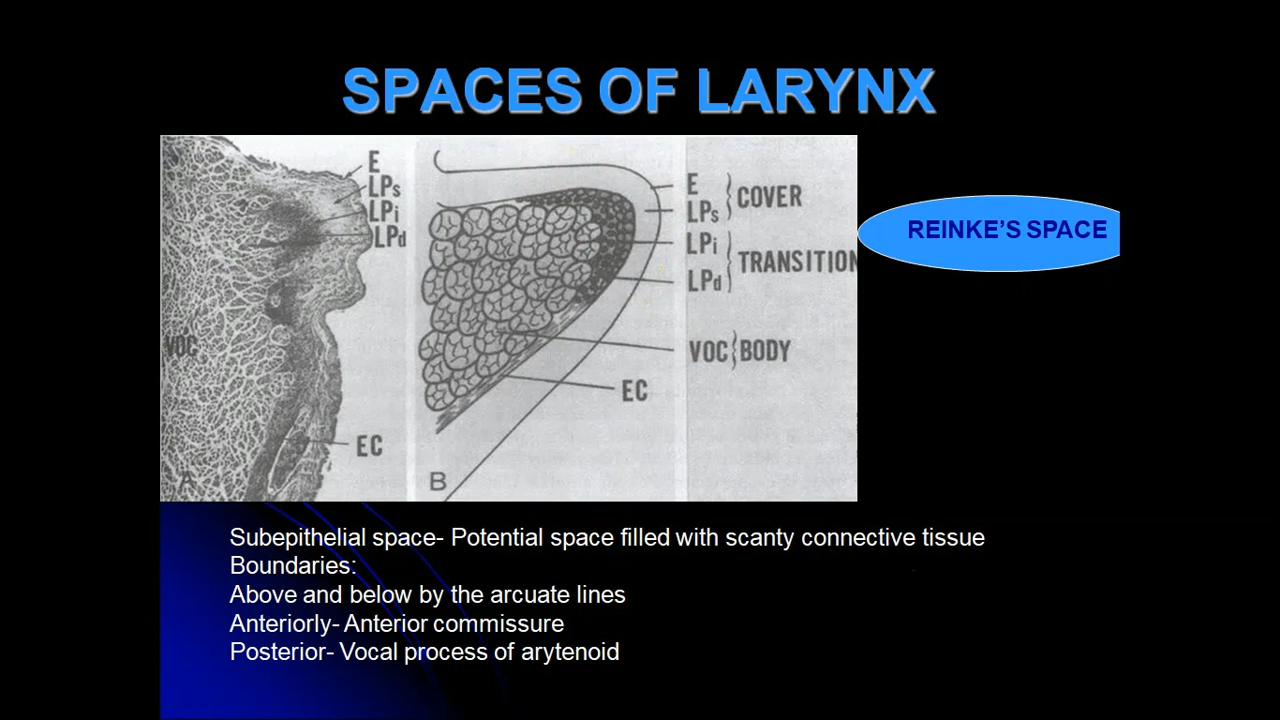 SPACES OF LARYNX
E
LPs
LPi
LPd
VOC
EC
A
E
LPs
} COVER
LPi
LPd
} TRANSITION
VOC } BODY
EC
B
REINKE’S SPACE
Subepithelial space- Potential space filled with scanty connective tissue
Boundaries:
Above and below by the arcuate lines
Anteriorly- Anterior commissure
Posterior- Vocal process of arytenoid